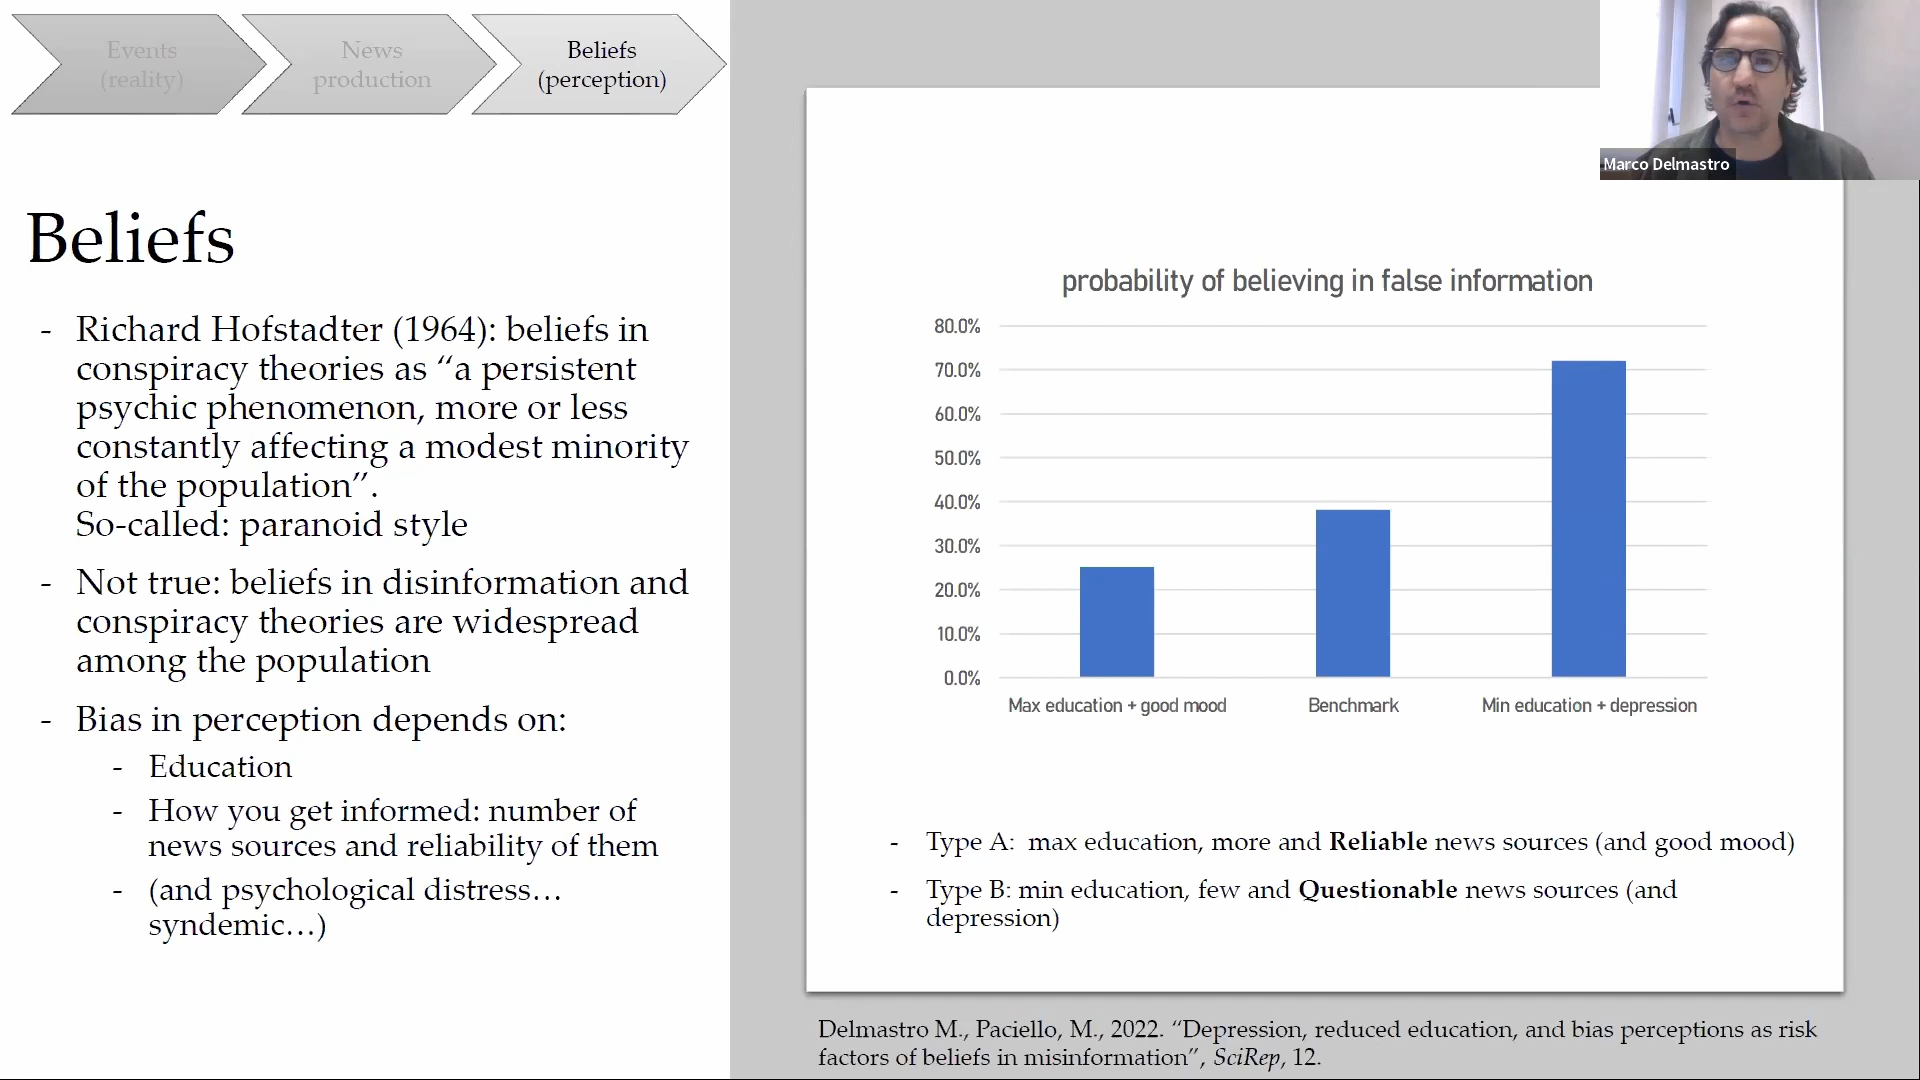 Events
(reality)
News
production
Beliefs
(perception)
Marco Delmastro
Beliefs
- Richard Hofstadter (1964): beliefs in
conspiracy theories as “a persistent
psychic phenomenon, more or less
constantly affecting a modest minority
of the population”.
So-called: paranoid style
- Not true: beliefs in disinformation and
conspiracy theories are widespread
among the population
- Bias in perception depends on:
- Education
- How you get informed: number of
news sources and reliability of them
- (and psychological distress…
syndemic…)
probability of believing in false information
80.0%
70.0%
60.0%
50.0%
40.0%
30.0%
20.0%
10.0%
0.0%
Max education + good mood
Benchmark
Min education + depression
- Type A: max education, more and Reliable news sources (and good mood)
- Type B: min education, few and Questionable news sources (and
depression)
Delmastro M., Paciello, M., 2022. “Depression, reduced education, and bias perceptions as risk
factors of beliefs in misinformation”, SciRep, 12.